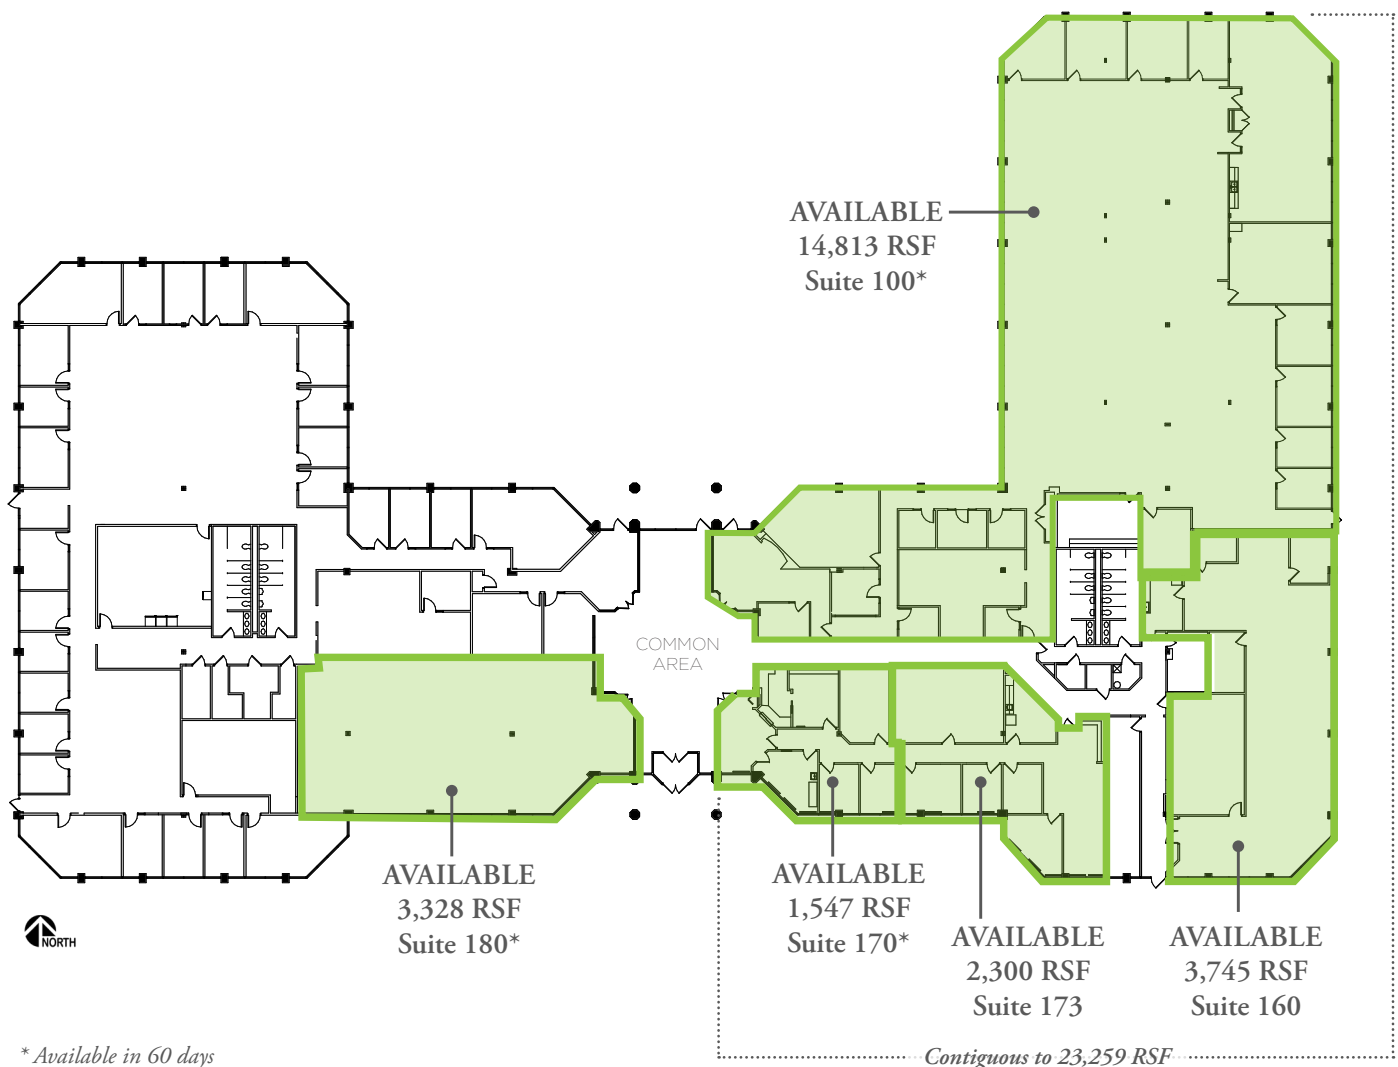 AVAILABLE
14,813 RSF
Suite 100*
COMMON
AREA
AVAILABLE
3,328 RSF
Suite 180*
AVAILABLE
1,547 RSF
Suite 170*
AVAILABLE
2,300 RSF
Suite 173
AVAILABLE
3,745 RSF
Suite 160
NORTH
* Available in 60 days
Contiguous to 23,259 RSF